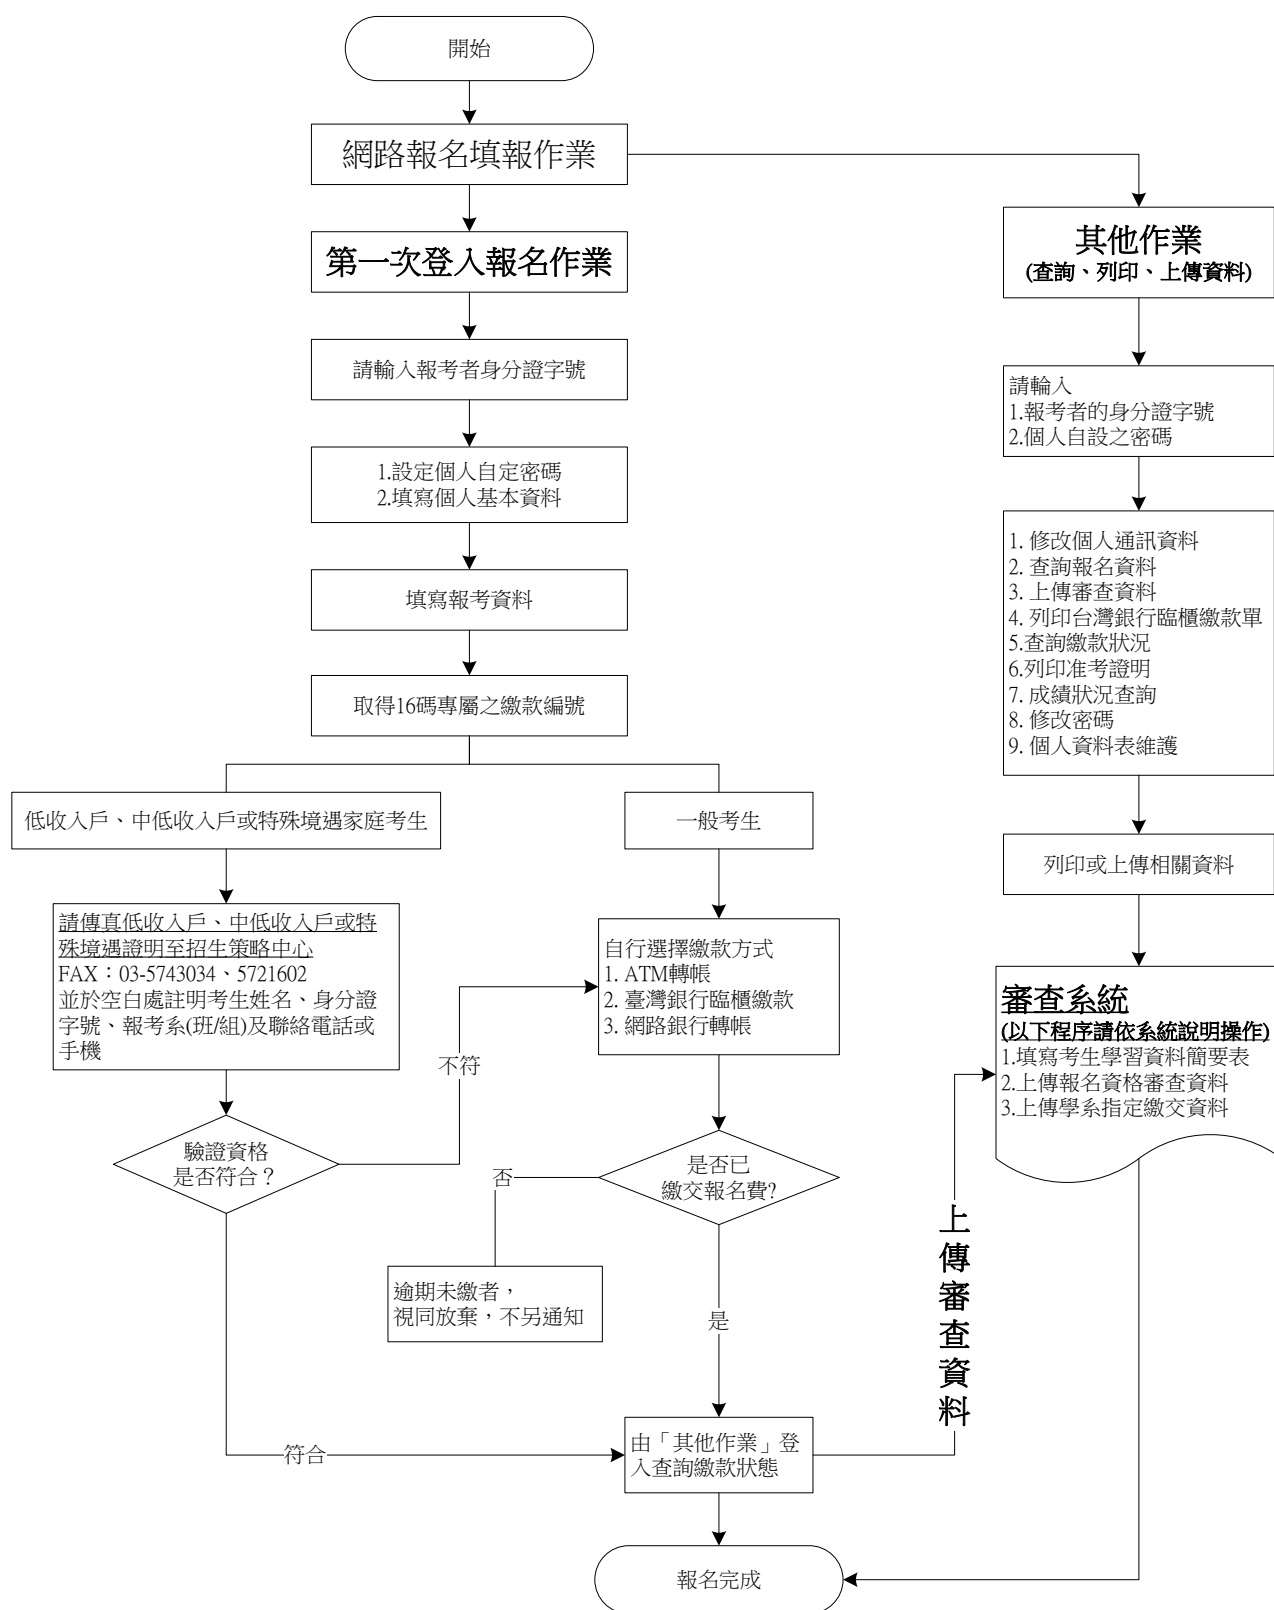 開始
網路報名填報作業
第一次登入報名作業
請輸入報考者身分證字號
1.設定個人自定密碼
2.填寫個人基本資料
填寫報考資料
取得16碼專屬之繳款編號
低收入戶、中低收入戶或特殊境遇家庭考生
一般考生
請傳真低收入戶、中低收入戶或特
殊境遇證明至招生策略中心
FAX：03-5743034、5721602
並於空白處註明考生姓名、身分證
字號、報考系(班/組)及聯絡電話或
手機
不符
驗證資格
是否符合？
符合
自行選擇繳款方式
1. ATM轉帳
2. 臺灣銀行臨櫃繳款
3. 網路銀行轉帳
是否已
繳交報名費?
否
逾期未繳者，
視同放棄，不另通知
是
由「其他作業」登
入查詢繳款狀態
報名完成
上傳審查資料
其他作業
(查詢、列印、上傳資料)
請輸入
1.報考者的身分證字號
2.個人自設之密碼
1. 修改個人通訊資料
2. 查詢報名資料
3. 上傳審查資料
4. 列印台灣銀行臨櫃繳款單
5.查詢繳款狀況
6.列印准考證明
7. 成績狀況查詢
8. 修改密碼
9. 個人資料表維護
列印或上傳相關資料
審查系統
(以下程序請依系統說明操作)
1.填寫考生學習資料簡要表
2.上傳報名資格審查資料
3.上傳學系指定繳交資料